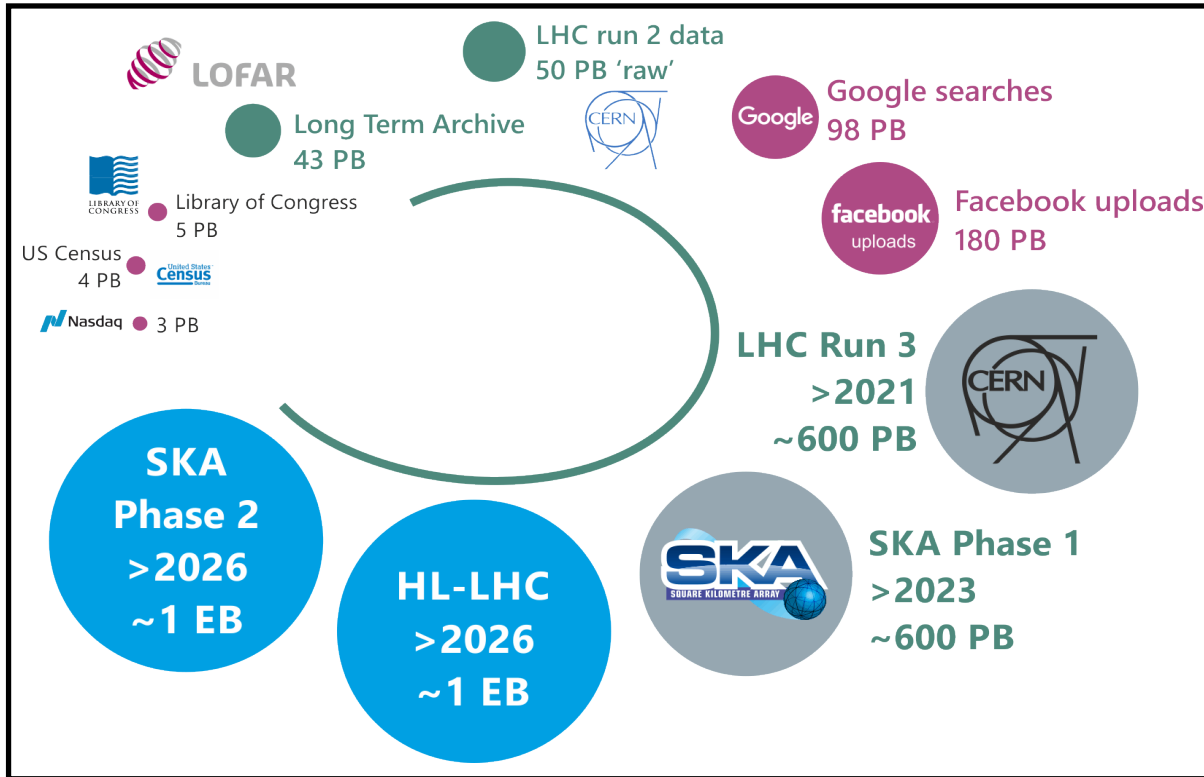 LOFAR
Long Term Archive
43 PB
LHC run 2 data
50 PB ‘raw’
CERN
Google
Google searches
98 PB
facebook
uploads
Facebook uploads
180 PB
LIBRARY OF
CONGRESS
Library of Congress
5 PB
US Census
4 PB
United States
Census
Bureau
Nasdaq
3 PB
LHC Run 3
>2021
~600 PB
CERN
SKA
SQUARE KILOMETRE ARRAY
SKA Phase 1
>2023
~600 PB
HL-LHC
>2026
~1 EB
SKA
Phase 2
>2026
~1 EB